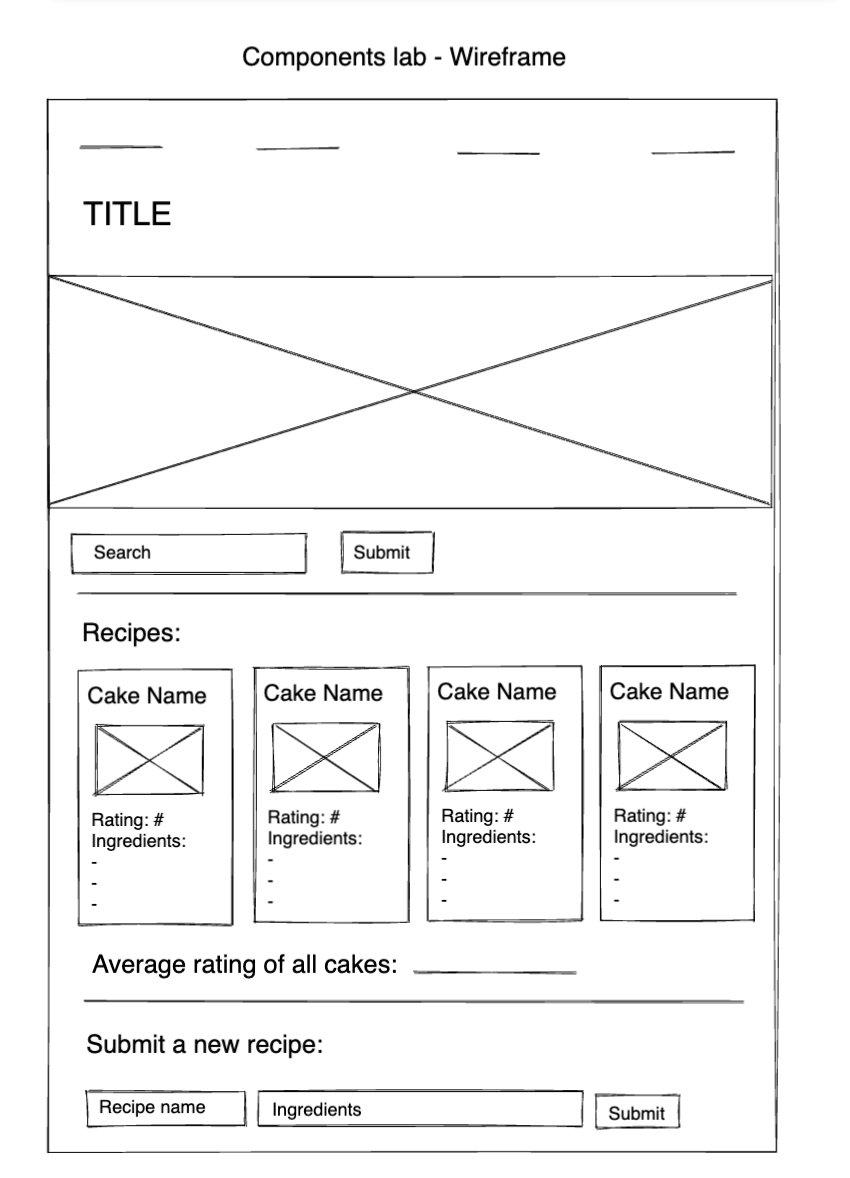 Components lab - Wireframe
TITLE
Search
Submit
Recipes:
Cake Name
Rating: #
Ingredients:
-
-
-
Cake Name
Rating: #
Ingredients:
-
-
-
Cake Name
Rating: #
Ingredients:
-
-
-
Cake Name
Rating: #
Ingredients:
-
-
-
Average rating of all cakes:
Submit a new recipe:
Recipe name
Ingredients
Submit